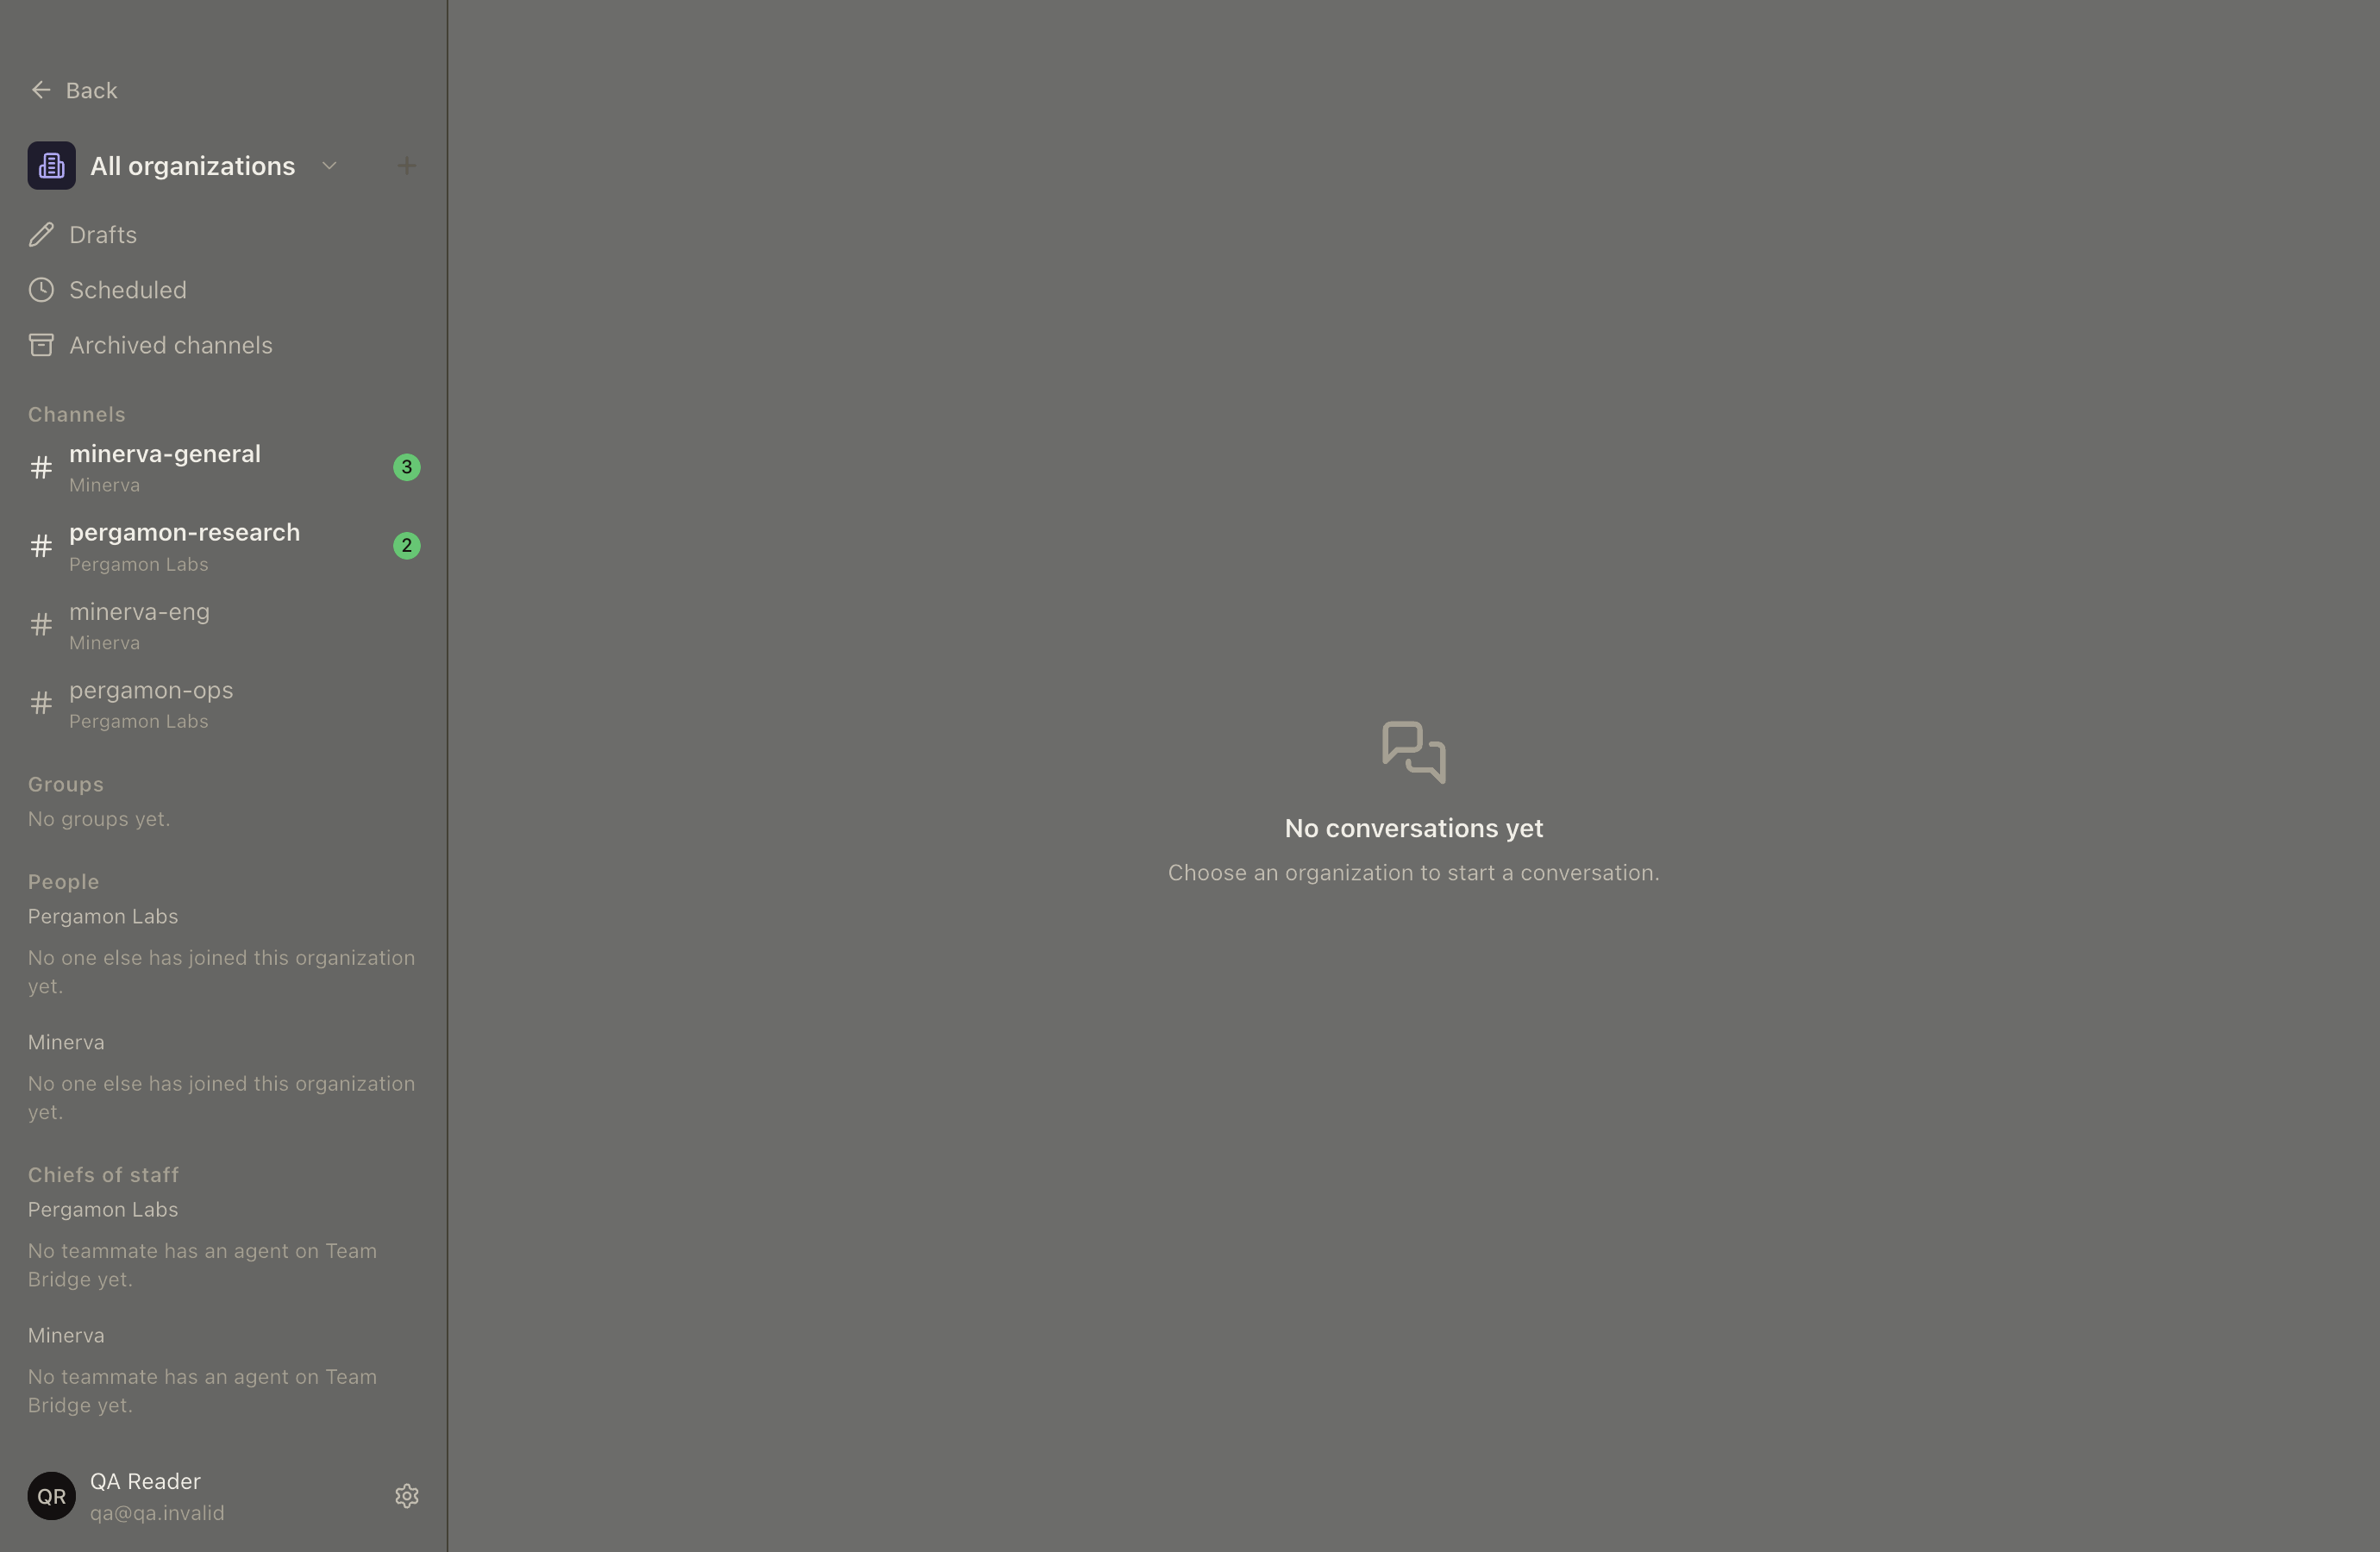 Back
All organizations
Drafts
Scheduled
Archived channels
Channels
minerva-general
Minerva
3
pergamon-research
Pergamon Labs
2
minerva-eng
Minerva
pergamon-ops
Pergamon Labs
Groups
No groups yet.
People
Pergamon Labs
No one else has joined this organization
yet.
Minerva
No one else has joined this organization
yet.
Chiefs of staff
Pergamon Labs
No teammate has an agent on Team
Bridge yet.
Minerva
No teammate has an agent on Team
Bridge yet.
QR
QA Reader
qa@qa.invalid
No conversations yet
Choose an organization to start a conversation.